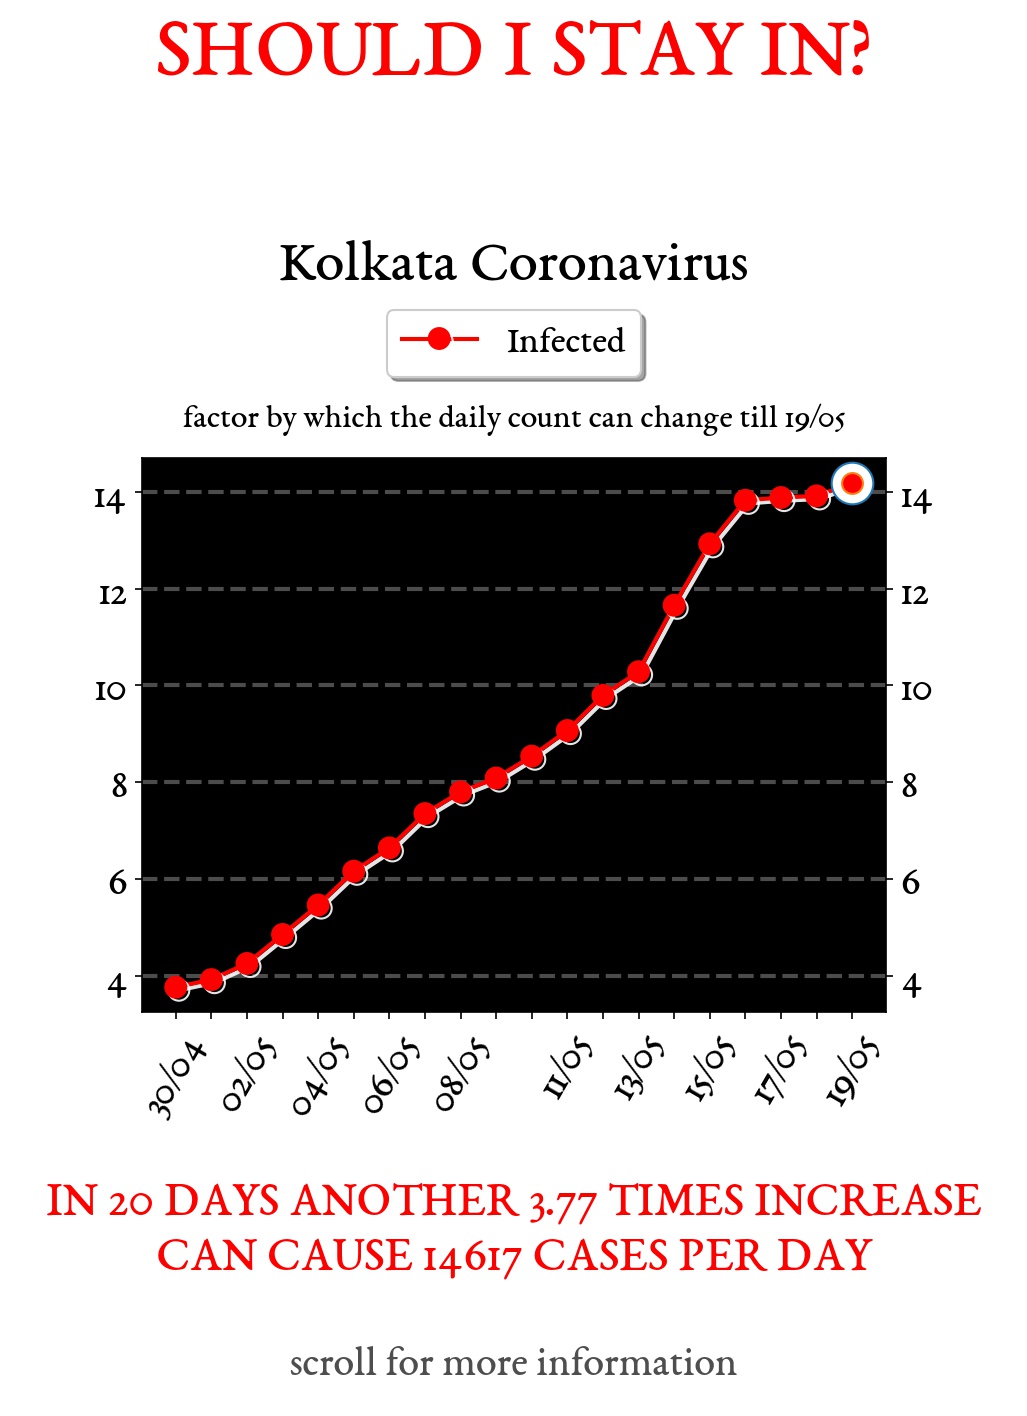 SHOULD I STAY IN?
Kolkata Coronavirus
Infected
factor by which the daily count can change till 19/05
14 14
12 12
10 10
8 8
6 6
4 4
30/04 02/05 04/05 06/05 08/05 11/05 13/05 15/05 17/05 19/05
IN 20 DAYS ANOTHER 3.77 TIMES INCREASE
CAN CAUSE 14617 CASES PER DAY
scroll for more information